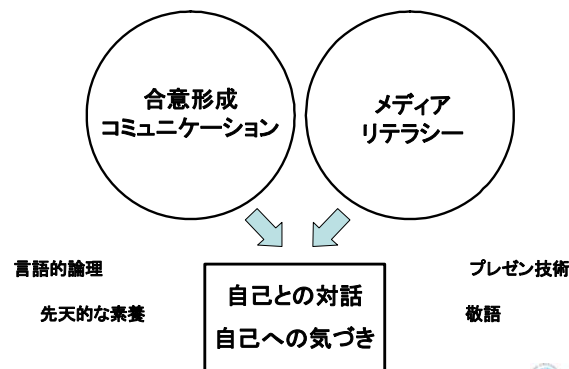 合意形成
コミュニケーション
メディア
リテラシー
言語的論理
先天的な素養
自己との対話
自己への気づき
プレゼン技術
敬語